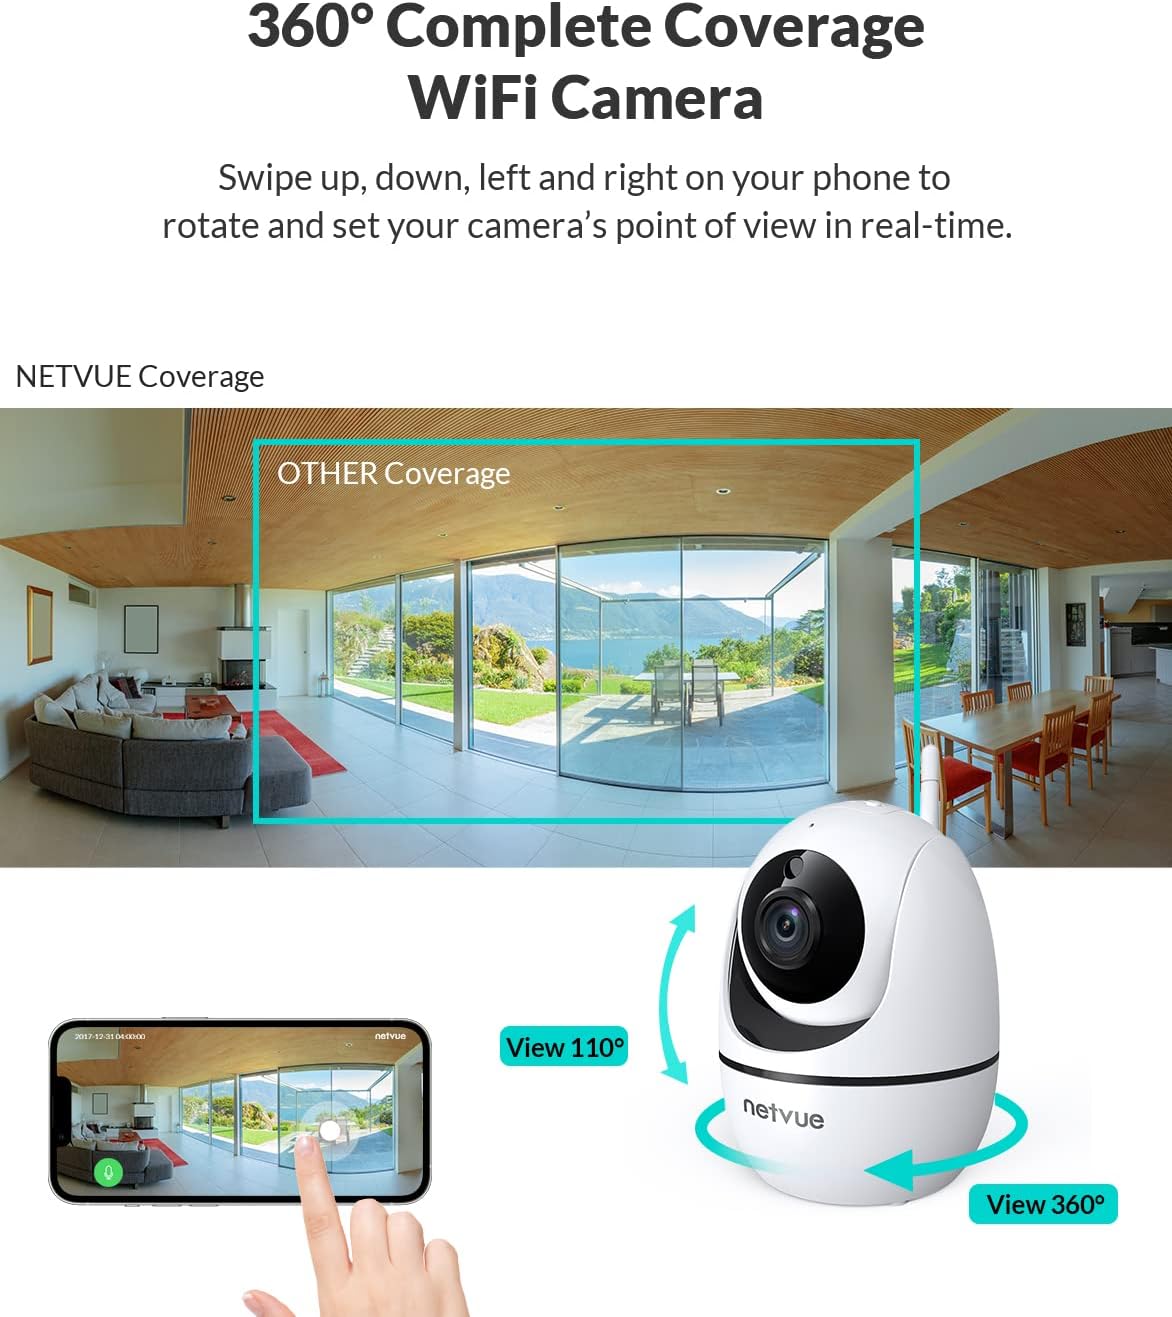 360° Complete Coverage
WiFi Camera
Swipe up, down, left and right on your phone to
rotate and set your camera’s point of view in real-time.
NETVUE Coverage
OTHER Coverage
2017-12-31 04:00:00
netvue
View 110°
netvue
View 360°